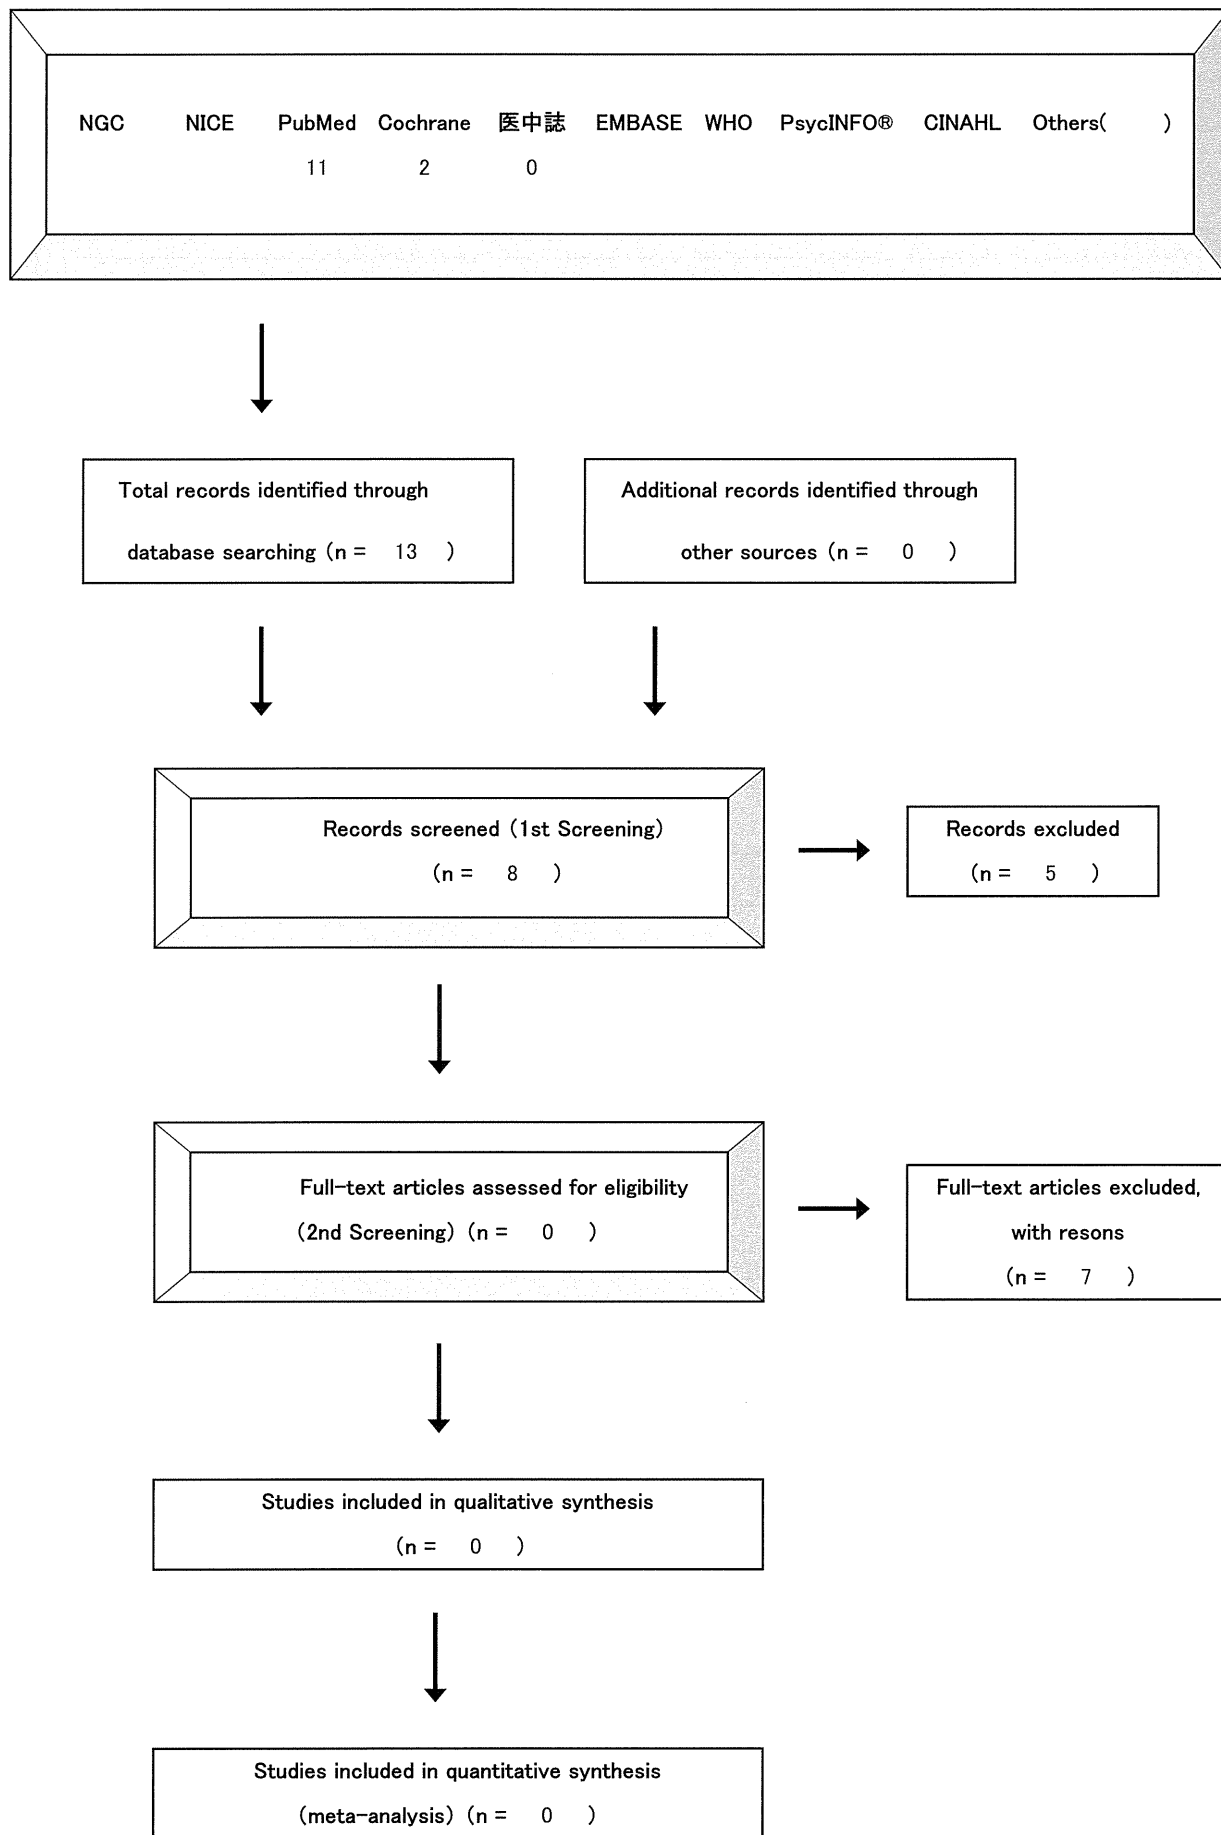 NGC NICE PubMed Cochrane 医中誌 EMBASE WHO PsycINFO® CINAHL Others( )
11 2 0
Total records identified through
database searching (n = 13 )
Additional records identified through
other sources (n = 0 )
Records screened (1st Screening)
(n = 8 )
Records excluded
(n = 5 )
Full-text articles assessed for eligibility
(2nd Screening) (n = 0 )
Full-text articles excluded,
with resons
(n = 7 )
Studies included in qualitative synthesis
(n = 0 )
Studies included in quantitative synthesis
(meta-analysis) (n = 0 )